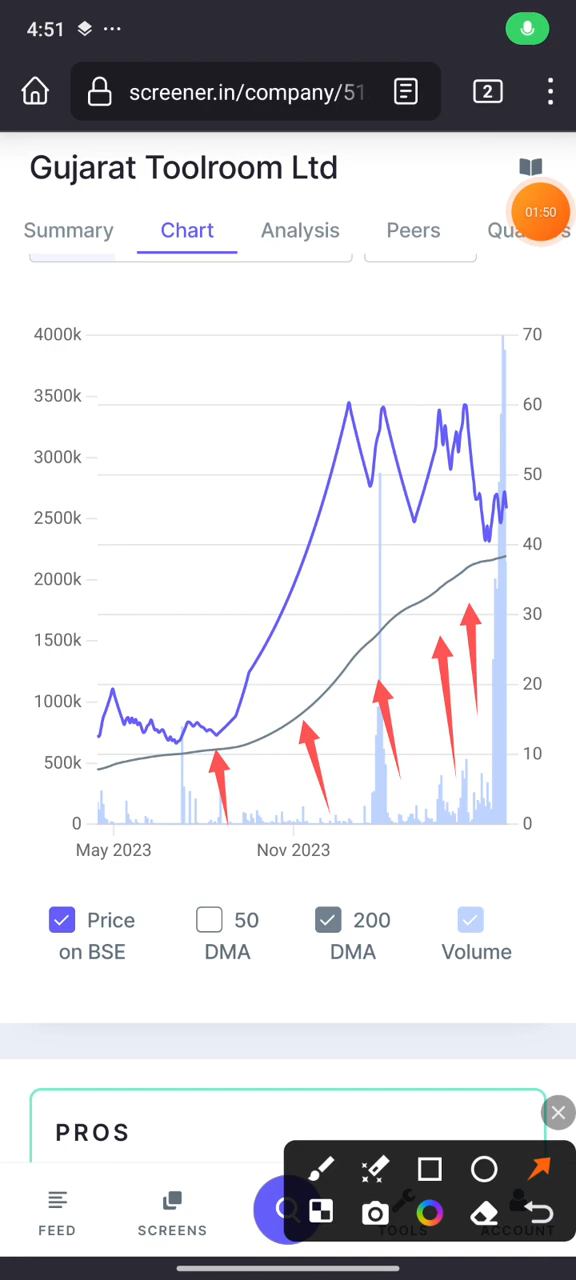 4:51
screener.in/company/51
2
Gujarat Toolroom Ltd
01:50
Summary Chart Analysis Peers
4000k 70
3500k 60
3000k 50
2500k 40
2000k 30
1500k 20
1000k 10
500k
0 0
May 2023 Nov 2023
Price on BSE
50 DMA
200 DMA
Volume
PROS
FEED
SCREENS
TOOLS
ACCOUNT